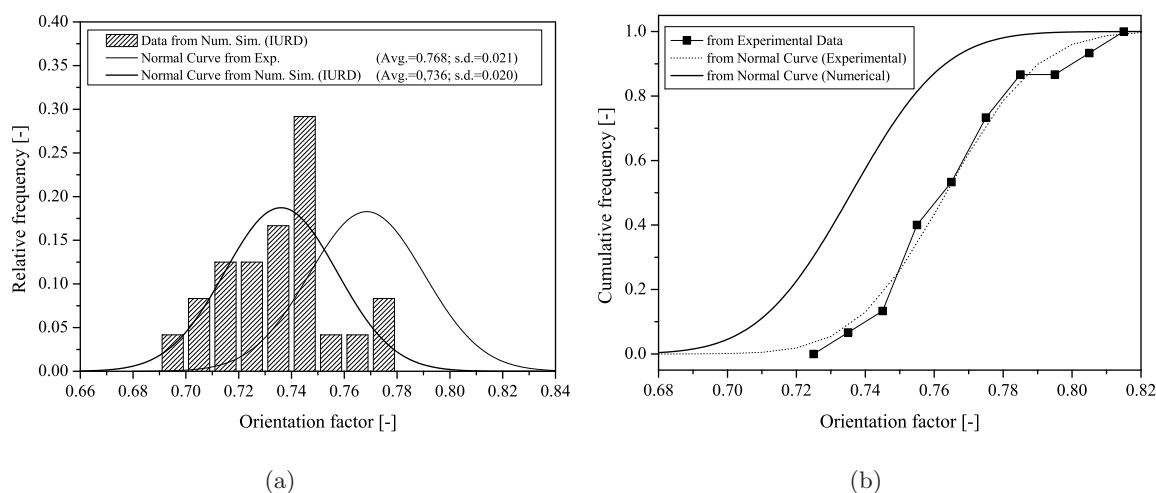 0.40
0.35
0.30
0.25
0.20
0.15
0.10
0.05
0.00
Relative frequency [-]
Data from Num. Sim. (IURD)
Normal Curve from Exp. (Avg.=0.768; s.d.=0.021)
Normal Curve from Num. Sim. (IURD) (Avg.=0,736; s.d.=0.020)
0.66 0.68 0.70 0.72 0.74 0.76 0.78 0.80 0.82 0.84
Orientation factor [-]
(a)
1.0
0.8
0.6
0.4
0.2
0.0
Cumulative frequency [-]
from Experimental Data
from Normal Curve (Experimental)
from Normal Curve (Numerical)
0.68 0.70 0.72 0.74 0.76 0.78 0.80 0.82
Orientation factor [-]
(b)